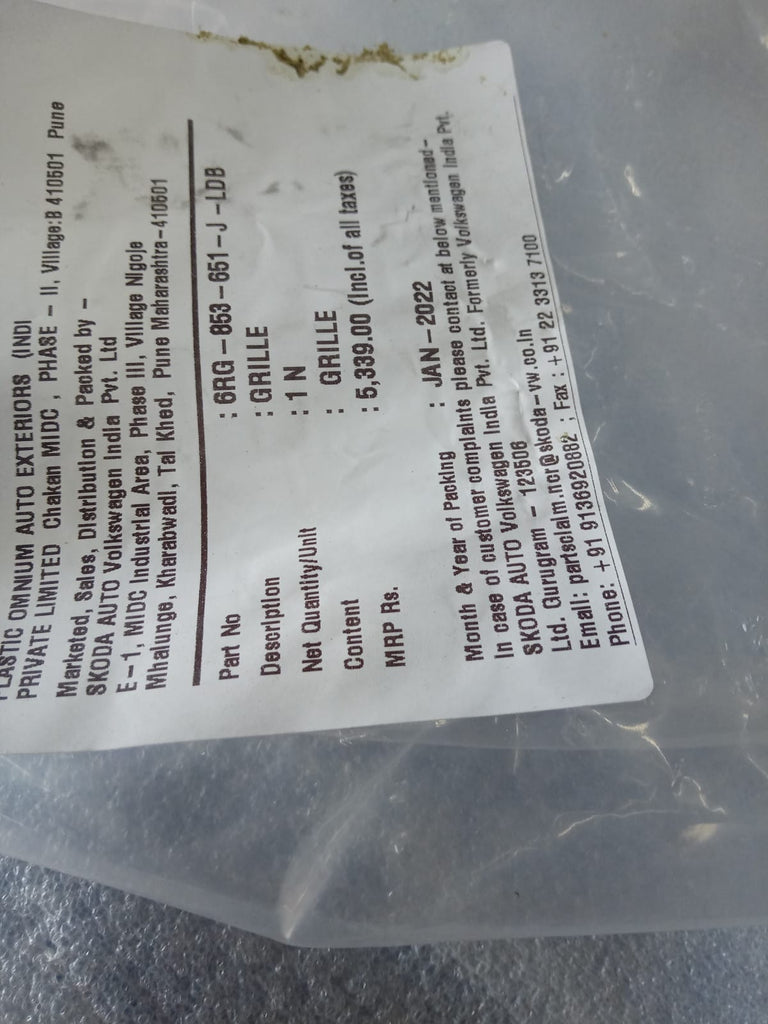 PLASTIC OMNIUM AUTO EXTERIORS (INDI
PRIVATE LIMITED Chakan MIDC , PHASE - II, Village:B 410501 Pune
Marketed, Sales, Distribution & Packed by -
SKODA AUTO Volkswagen India Pvt. Ltd
E-1, MIDC Industrial Area, Phase III, Village Nigoje
Mhalunge, Kharabwadi, Tal Khed, Pune Maharashtra-410501
Part No : 6RG-853-651-J -LDB
Description : GRILLE
Net Quantity/Unit : 1 N
Content : GRILLE
MRP Rs. : 5,339.00 (Incl.of all taxes)
Month & Year of Packing : JAN-2022
In case of customer complaints please contact at below mentioned-
SKODA AUTO Volkswagen India Pvt. Ltd. Formerly Volkswagen India Pvt.
Ltd. Gurugram - 123506
Email: partsclaim.ncr@skoda-vw.co.in
Phone: +91 9136920882 ; Fax : +91 22 3313 7100